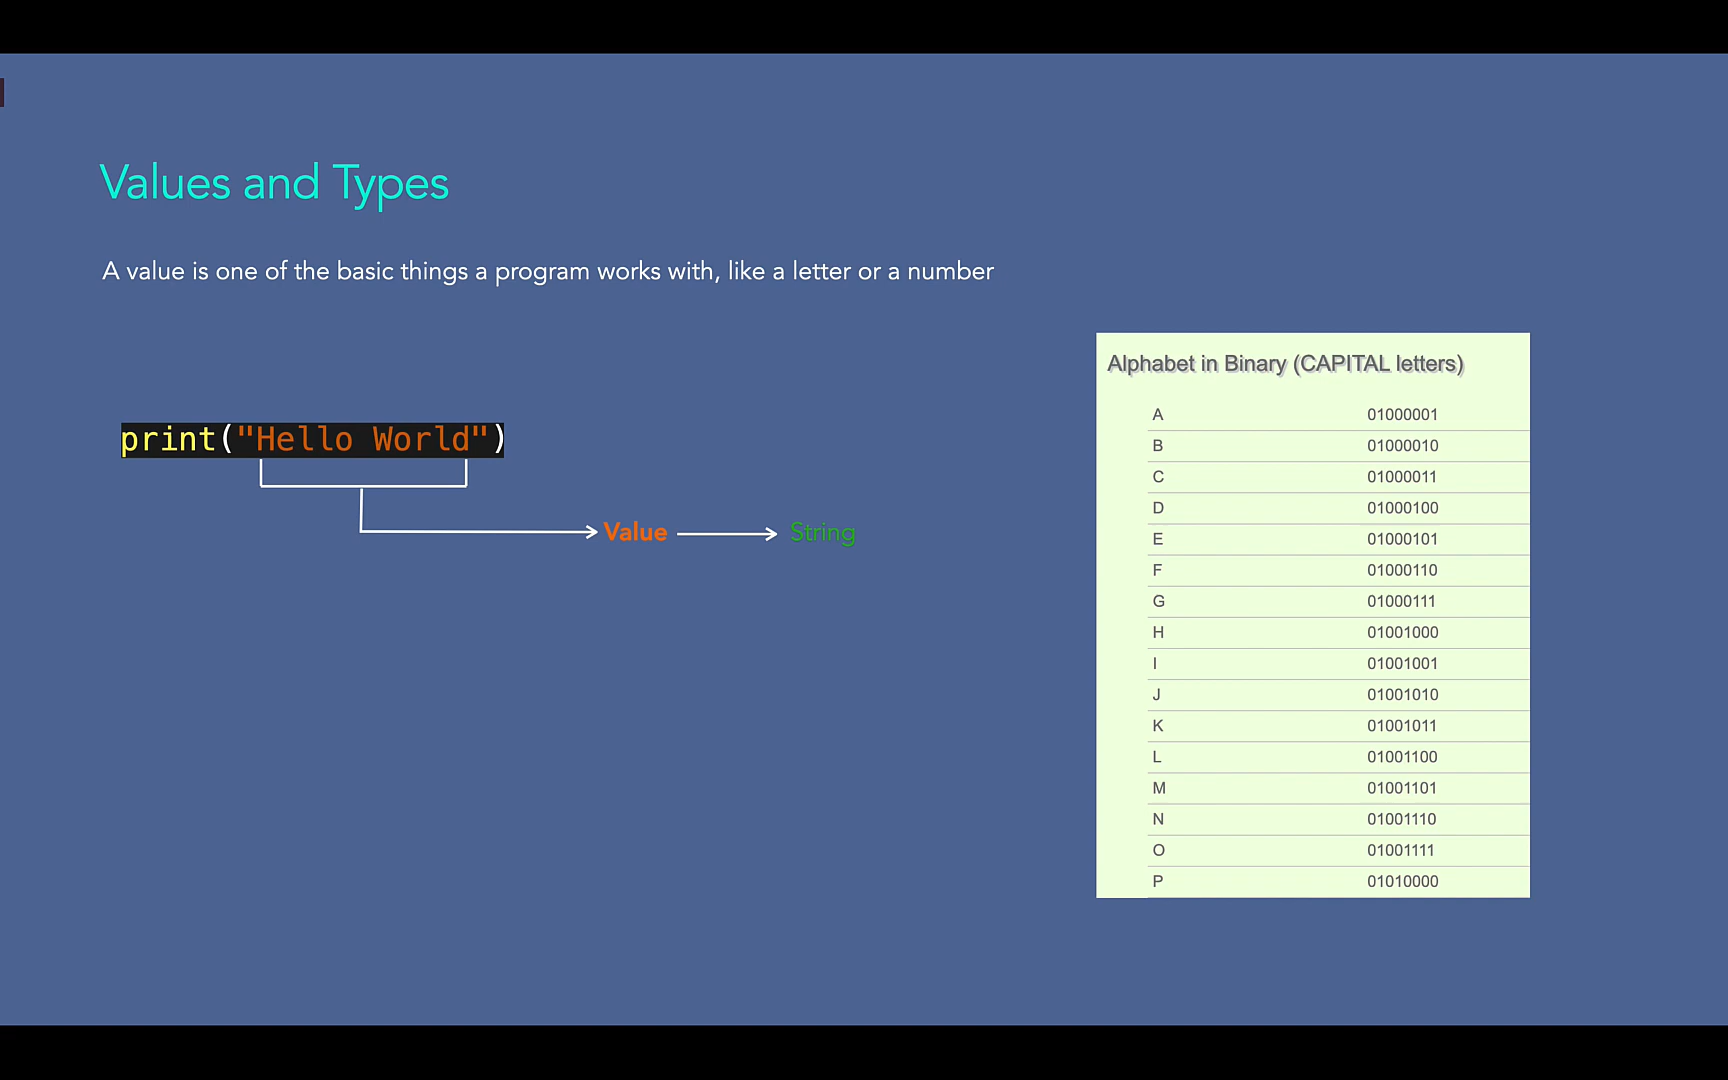 Values and Types
A value is one of the basic things a program works with, like a letter or a number
print("Hello World")
Value
String
Alphabet in Binary (CAPITAL letters)
A 01000001
B 01000010
C 01000011
D 01000100
E 01000101
F 01000110
G 01000111
H 01001000
I 01001001
J 01001010
K 01001011
L 01001100
M 01001101
N 01001110
O 01001111
P 01010000